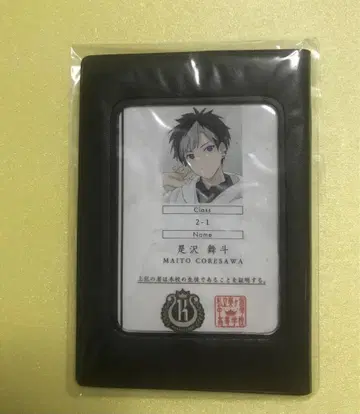 Class
2-1
Name
是沢 舞斗
MAITO CORESAWA
上記の者は本校の生徒であることを証明する。